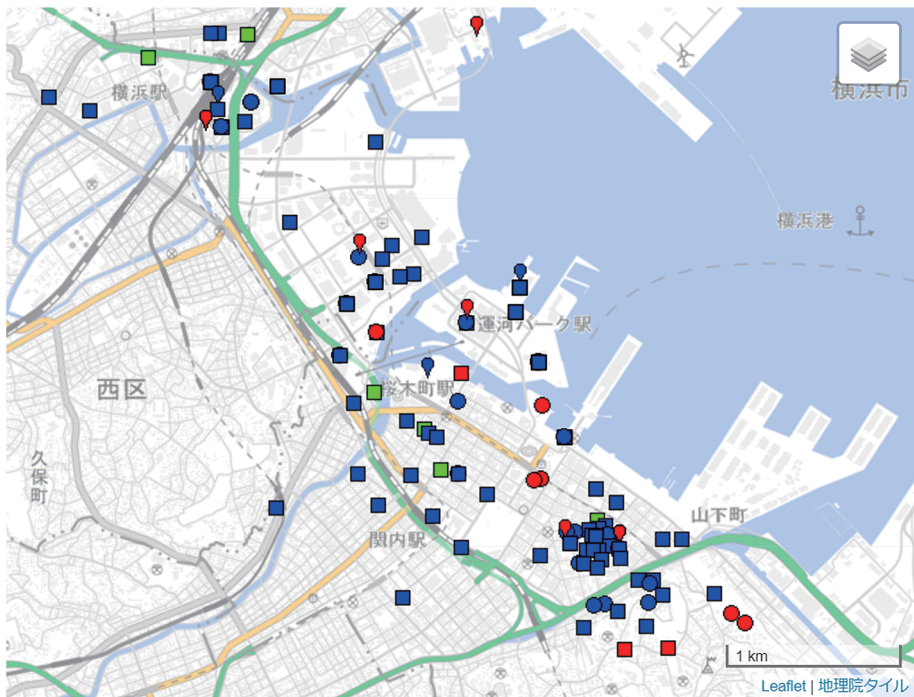 横浜駅
横浜市
横浜港
運河パーク駅
西区
桜木町駅
久保町
山下町
関内駅
1 km
Leaflet | 地理院タイル